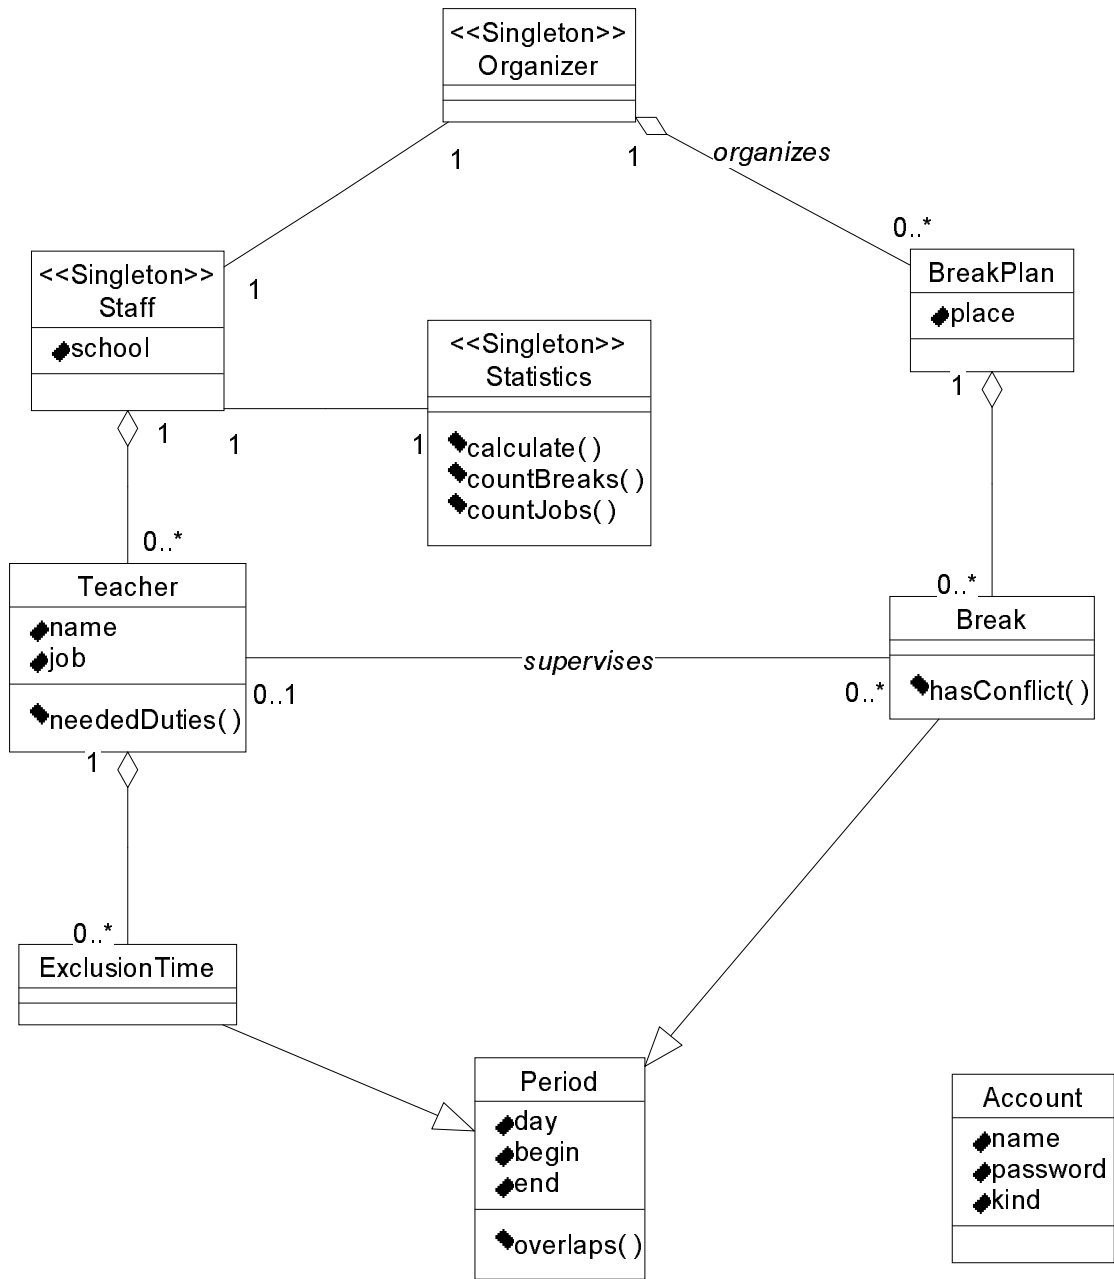 <<Singleton>>
Organizer
1
1
organizes
0..*
<<Singleton>>
Staff
school
1
BreakPlan
place
1
<<Singleton>>
Statistics
calculate( )
countBreaks( )
countJobs( )
1
1
1
0..*
Teacher
name
job
neededDuties( )
0..1
supervises
0..*
0..*
Break
hasConflict( )
1
0..*
ExclusionTime
Period
day
begin
end
overlaps( )
Account
name
password
kind